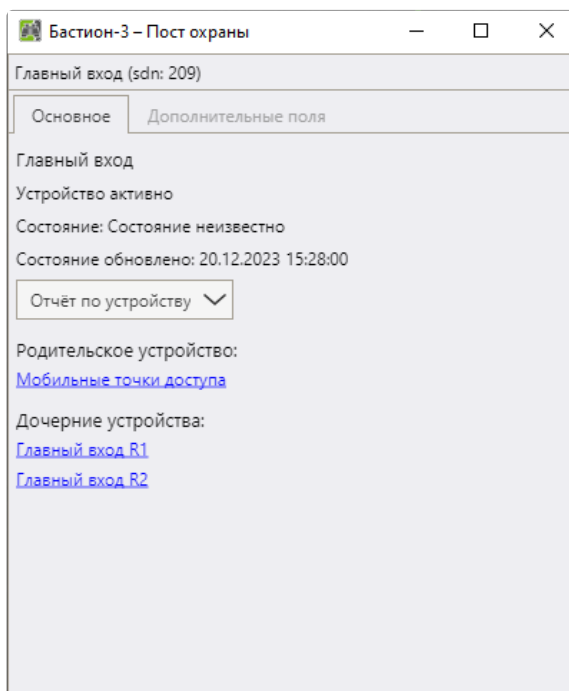 Бастион-3 – Пост охраны
Главный вход (sdn: 209)
Основное
Дополнительные поля
Главный вход
Устройство активно
Состояние: Состояние неизвестно
Состояние обновлено: 20.12.2023 15:28:00
Отчёт по устройству
Родительское устройство:
Мобильные точки доступа
Дочерние устройства:
Главный вход R1
Главный вход R2